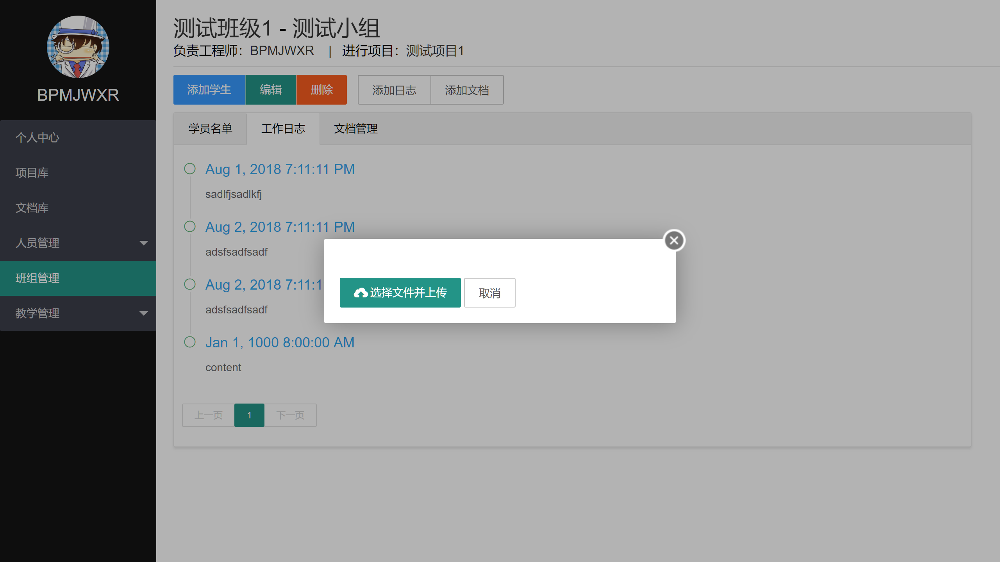 BPMJWXR
个人中心
项目库
文档库
人员管理
班组管理
教学管理
测试班级1 - 测试小组
负责工程师：BPMJWXR | 进行项目：测试项目1
添加学生 编辑 删除 添加日志 添加文档
学员名单 工作日志 文档管理
Aug 1, 2018 7:11:11 PM
sadlfjsadlkfj
Aug 2, 2018 7:11:11 PM
adsfsadfsadf
Aug 2, 2018 7:11:1
adsfsadfsadf
选择文件并上传 取消
Jan 1, 1000 8:00:00 AM
content
上一页 1 下一页